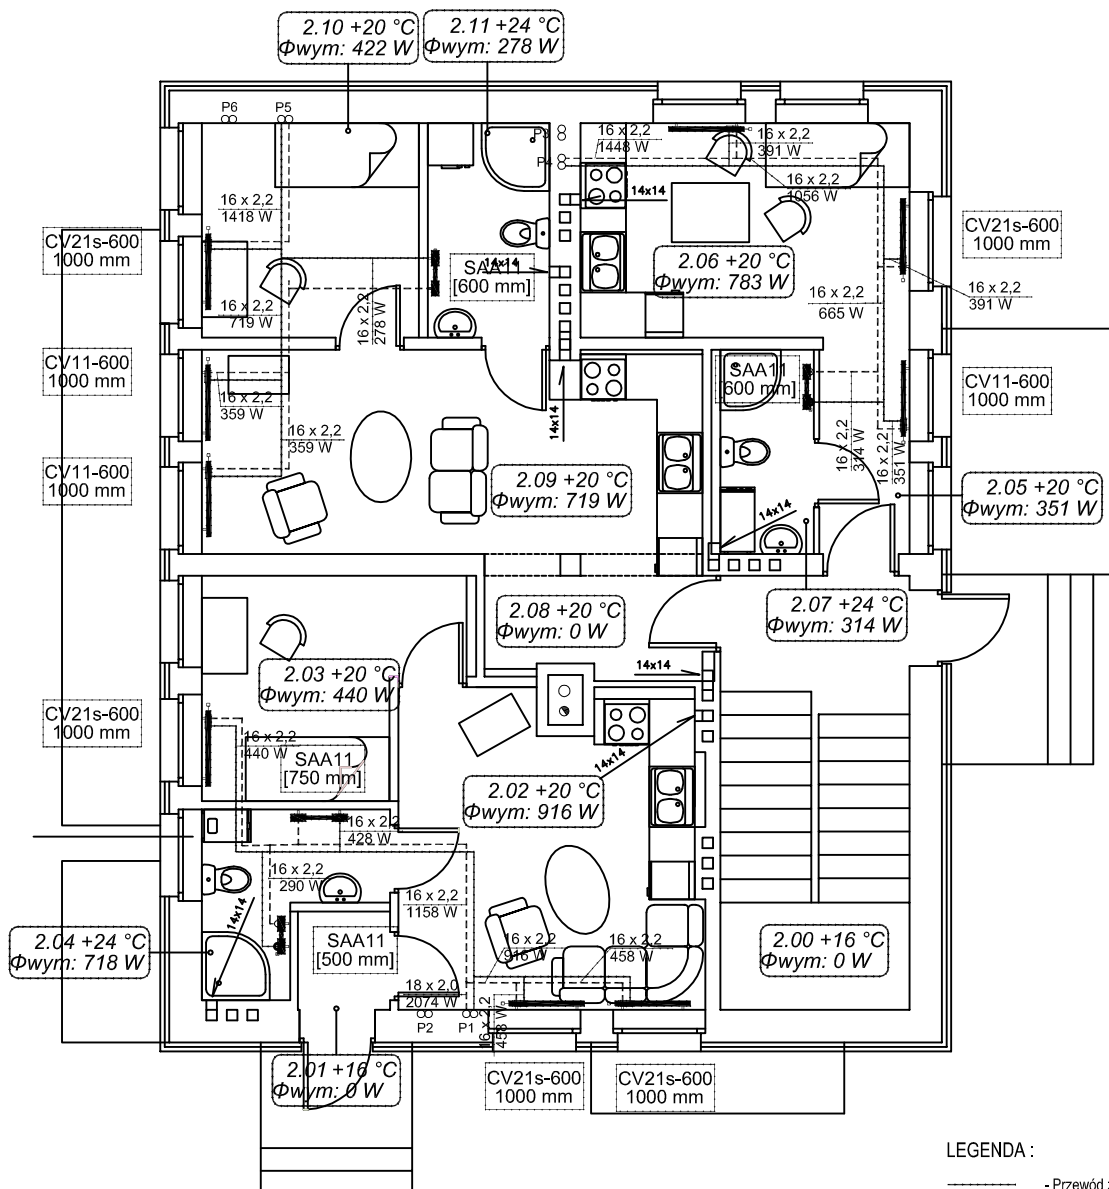 2.10 +20 °C
Φwym: 422 W
2.11 +24 °C
Φwym: 278 W
P6
P5
P3
P4
16 x 2,2
1448 W
16 x 2,2
391 W
16 x 2,2
1056 W
14x14
16 x 2,2
1418 W
CV21s-600
1000 mm
CV21s-600
1000 mm
SAA11
[600 mm]
14x14
2.06 +20 °C
Φwym: 783 W
16 x 2,2
719 W
16 x 2,2
278 W
16 x 2,2
665 W
16 x 2,2
391 W
CV11-600
1000 mm
16 x 2,2
359 W
SAA11
[600 mm]
CV11-600
1000 mm
14x14
16 x 2,2
359 W
16 x 2,2
314 W
16 x 2,2
351 W
CV11-600
1000 mm
2.09 +20 °C
Φwym: 719 W
2.05 +20 °C
Φwym: 351 W
14x14
2.08 +20 °C
Φwym: 0 W
2.07 +24 °C
Φwym: 314 W
2.03 +20 °C
Φwym: 440 W
14x14
CV21s-600
1000 mm
16 x 2,2
440 W
SAA11
[750 mm]
14x14
2.02 +20 °C
Φwym: 916 W
16 x 2,2
428 W
16 x 2,2
290 W
16 x 2,2
1158 W
14x14
2.04 +24 °C
Φwym: 718 W
SAA11
[500 mm]
16 x 2,2
916 W
16 x 2,2
458 W
2.00 +16 °C
Φwym: 0 W
18 x 2,0
2074 W
P2
P1
16 x 2,2
458 W
2.01 +16 °C
Φwym: 0 W
CV21s-600
1000 mm
CV21s-600
1000 mm
LEGENDA :
- Przewód